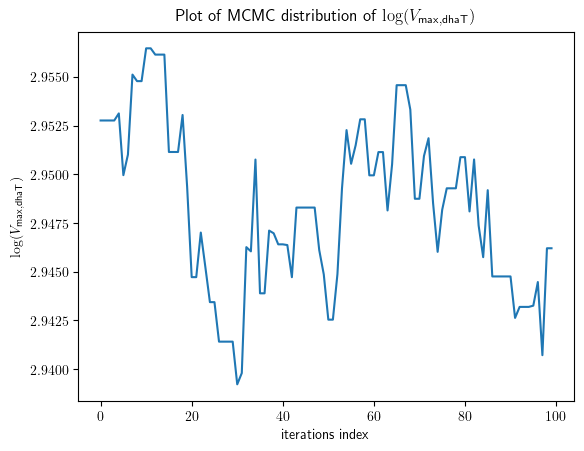 Plot of MCMC distribution of log(V_max,dhaT)
log(V_max,dhaT)
2.9550
2.9525
2.9500
2.9475
2.9450
2.9425
2.9400
0 20 40 60 80 100
iterations index